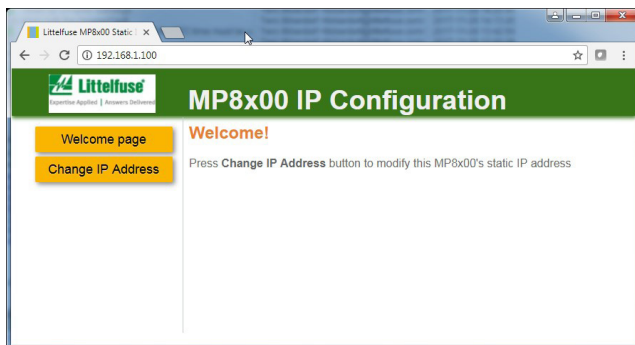 Littelfuse MP8x00 Static
192.168.1.100
Littelfuse
Expertise Applied | Answers Delivered
MP8x00 IP Configuration
Welcome page
Change IP Address
Welcome!
Press Change IP Address button to modify this MP8x00's static IP address